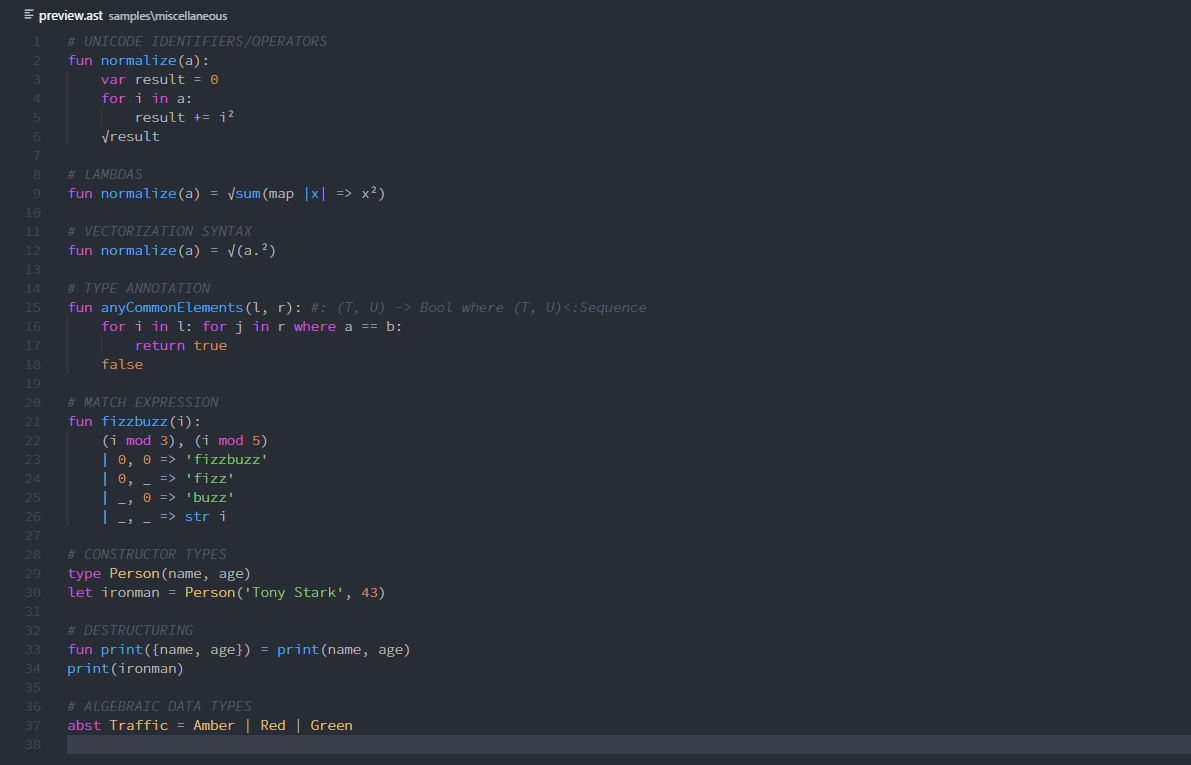 preview.ast samples\miscellaneous
1 # UNICODE IDENTIFIERS/OPERATORS
2 fun normalize(a):
3     var result = 0
4     for i in a:
5         result += i²
6     √result
7
8 # LAMBDAS
9 fun normalize(a) = √sum(map |x| => x²)
10
11 # VECTORIZATION SYNTAX
12 fun normalize(a) = √(a.²)
13
14 # TYPE ANNOTATION
15 fun anyCommonElements(l, r): #: (T, U) -> Bool where (T, U)<:Sequence
16     for i in l: for j in r where a == b:
17         return true
18     false
19
20 # MATCH EXPRESSION
21 fun fizzbuzz(i):
22     (i mod 3), (i mod 5)
23     | 0, 0 => 'fizzbuzz'
24     | 0, _ => 'fizz'
25     | _, 0 => 'buzz'
26     | _, _ => str i
27
28 # CONSTRUCTOR TYPES
29 type Person(name, age)
30 let ironman = Person('Tony Stark', 43)
31
32 # DESTRUCTURING
33 fun print({name, age}) = print(name, age)
34 print(ironman)
35
36 # ALGEBRAIC DATA TYPES
37 abst Traffic = Amber | Red | Green
38